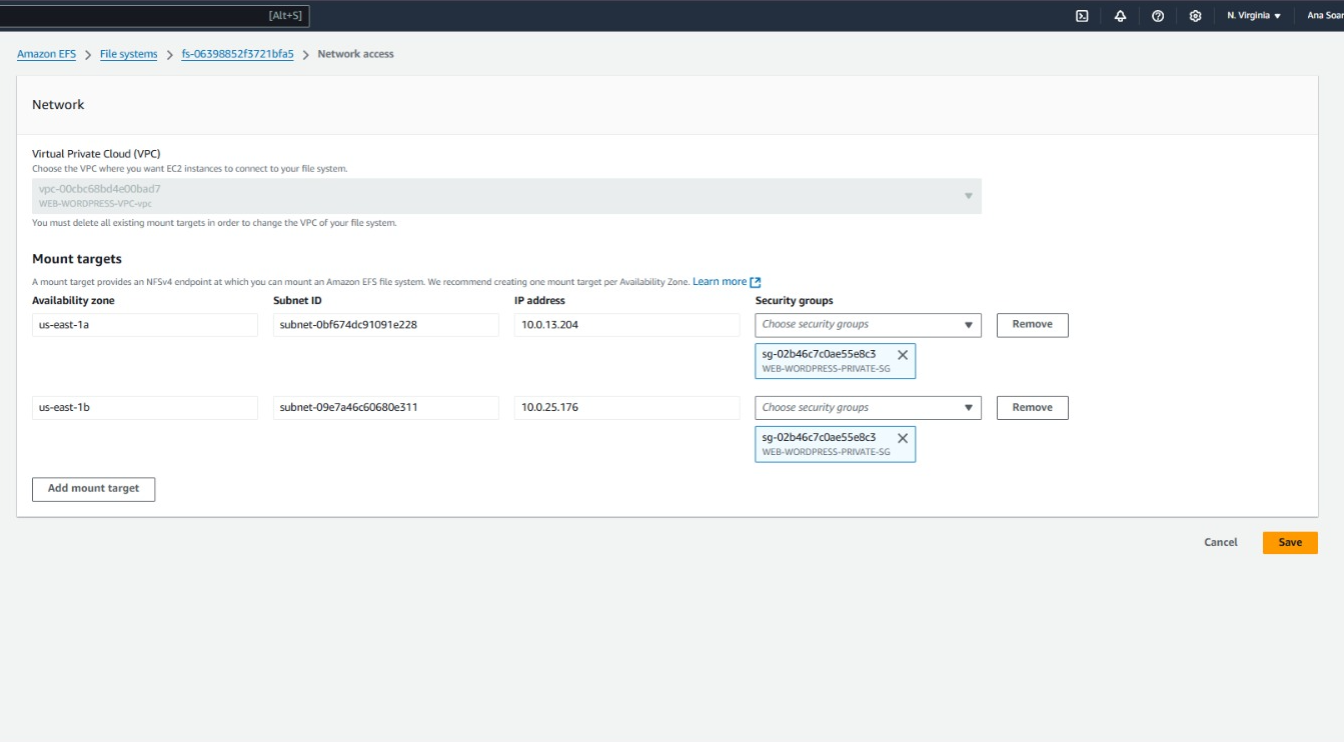 [Alt+S]
N. Virginia
Ana Soar
Amazon EFS
File systems
fs-06398852f3721bfa5
Network access
Network
Virtual Private Cloud (VPC)
Choose the VPC where you want EC2 instances to connect to your file system.
vpc-00cbc68bd4e00bad7
WEB-WORDPRESS-VPC-vpc
You must delete all existing mount targets in order to change the VPC of your file system.
Mount targets
A mount target provides an NFSv4 endpoint at which you can mount an Amazon EFS file system. We recommend creating one mount target per Availability Zone. Learn more
Availability zone Subnet ID IP address Security groups
us-east-1a subnet-0bf674dc91091e228 10.0.13.204 Choose security groups Remove
sg-02b46c7c0ae55e8c3
WEB-WORDPRESS-PRIVATE-SG
us-east-1b subnet-09e7a46c60680e311 10.0.25.176 Choose security groups Remove
sg-02b46c7c0ae55e8c3
WEB-WORDPRESS-PRIVATE-SG
Add mount target
Cancel Save